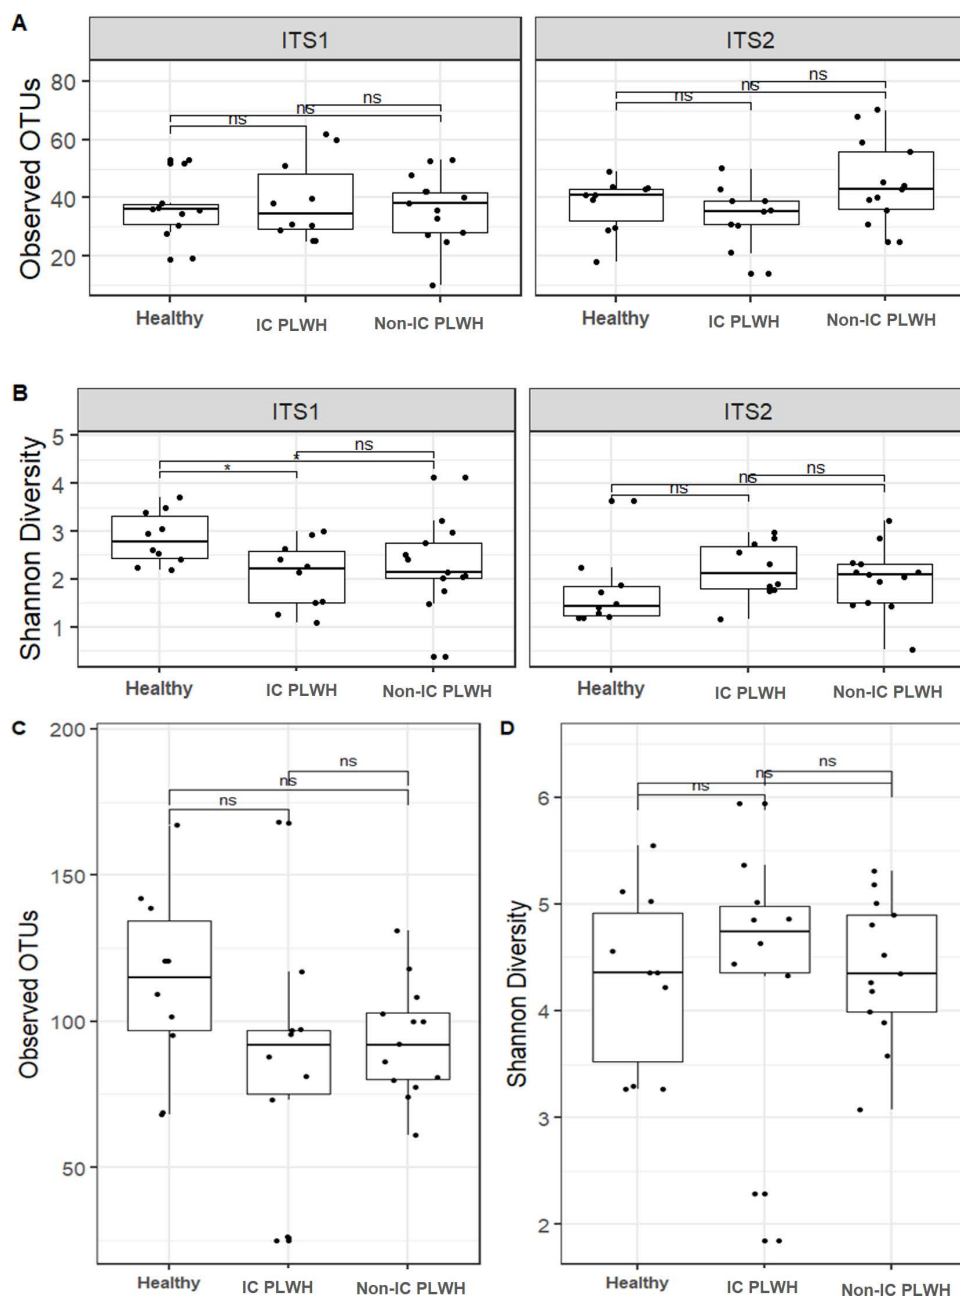 A
ITS1
ITS2
Observed OTUs
80
60
40
20
ns
ns
ns
ns
ns
ns
Healthy
IC PLWH
Non-IC PLWH
Healthy
IC PLWH
Non-IC PLWH
B
ITS1
ITS2
Shannon Diversity
5
4
3
2
1
ns
*
*
ns
ns
ns
Healthy
IC PLWH
Non-IC PLWH
Healthy
IC PLWH
Non-IC PLWH
C
Observed OTUs
200
150
100
50
ns
ns
ns
Healthy
IC PLWH
Non-IC PLWH
D
Shannon Diversity
6
5
4
3
2
ns
ns
ns
Healthy
IC PLWH
Non-IC PLWH